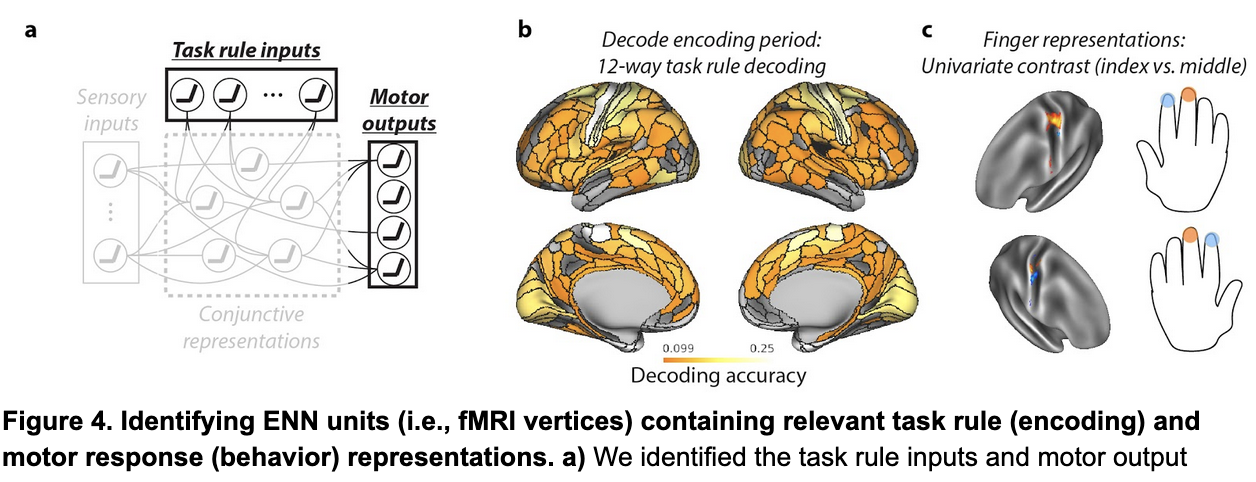 a
Task rule inputs
...
Sensory
inputs
Motor
outputs
Conjunctive
representations
b
Decode encoding period:
12-way task rule decoding
0.099 0.25
Decoding accuracy
c
Finger representations:
Univariate contrast (index vs. middle)
Figure 4. Identifying ENN units (i.e., fMRI vertices) containing relevant task rule (encoding) and
motor response (behavior) representations. a) We identified the task rule inputs and motor output